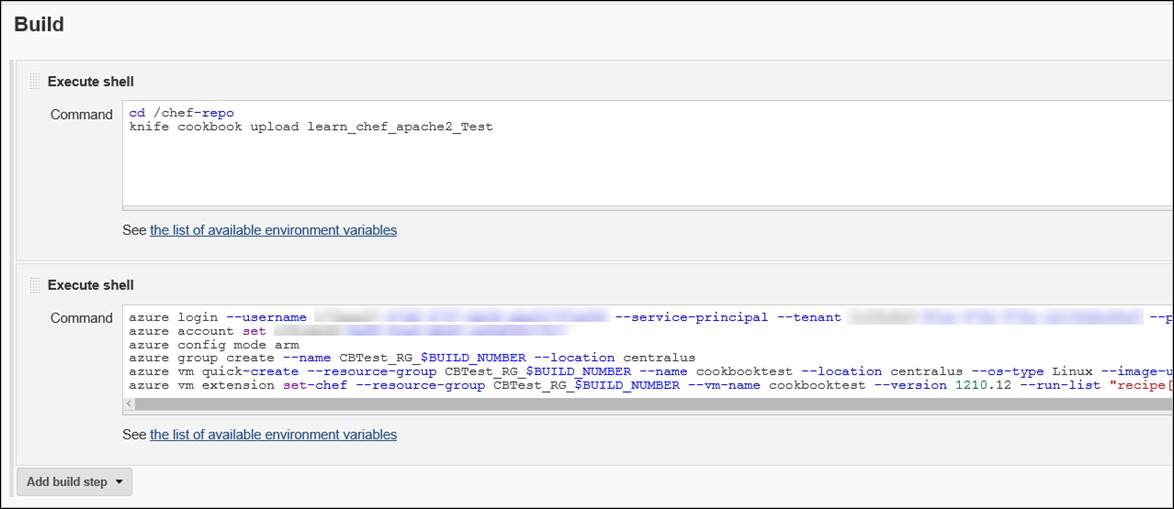 Build
Execute shell
Command
cd /chef-repo
knife cookbook upload learn_chef_apache2_Test
See the list of available environment variables
Execute shell
Command
azure login --username --service-principal --tenant --p
azure account set
azure config mode arm
azure group create --name CBTest_RG_$BUILD_NUMBER --location centralus
azure vm quick-create --resource-group CBTest_RG_$BUILD_NUMBER --name cookbooktest --location centralus --os-type Linux --image-u
azure vm extension set-chef --resource-group CBTest_RG_$BUILD_NUMBER --vm-name cookbooktest --version 1210.12 --run-list "recipe[
See the list of available environment variables
Add build step